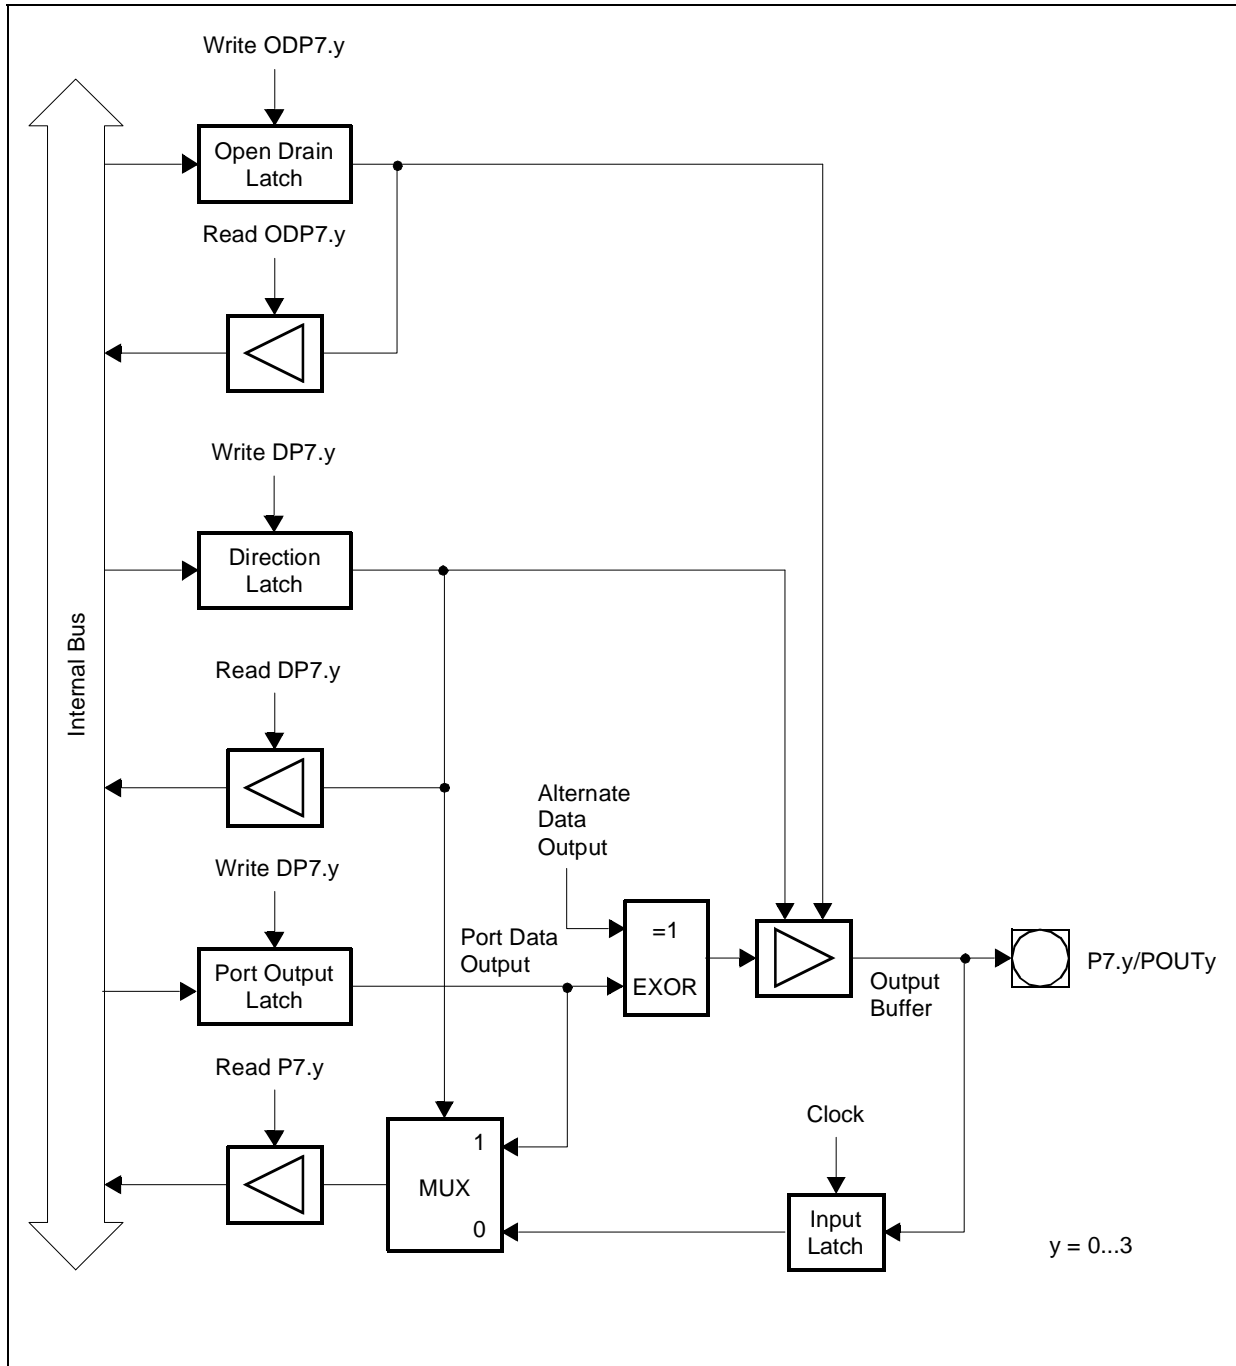 Write ODP7.y
Open Drain
Latch
Read ODP7.y
Write DP7.y
Direction
Latch
Internal Bus
Read DP7.y
Alternate
Data
Output
Write DP7.y
=1
EXOR
Port Data
Output
Port Output
Latch
Output
Buffer
P7.y/POUTy
Read P7.y
Clock
1
MUX
0
Input
Latch
y = 0...3